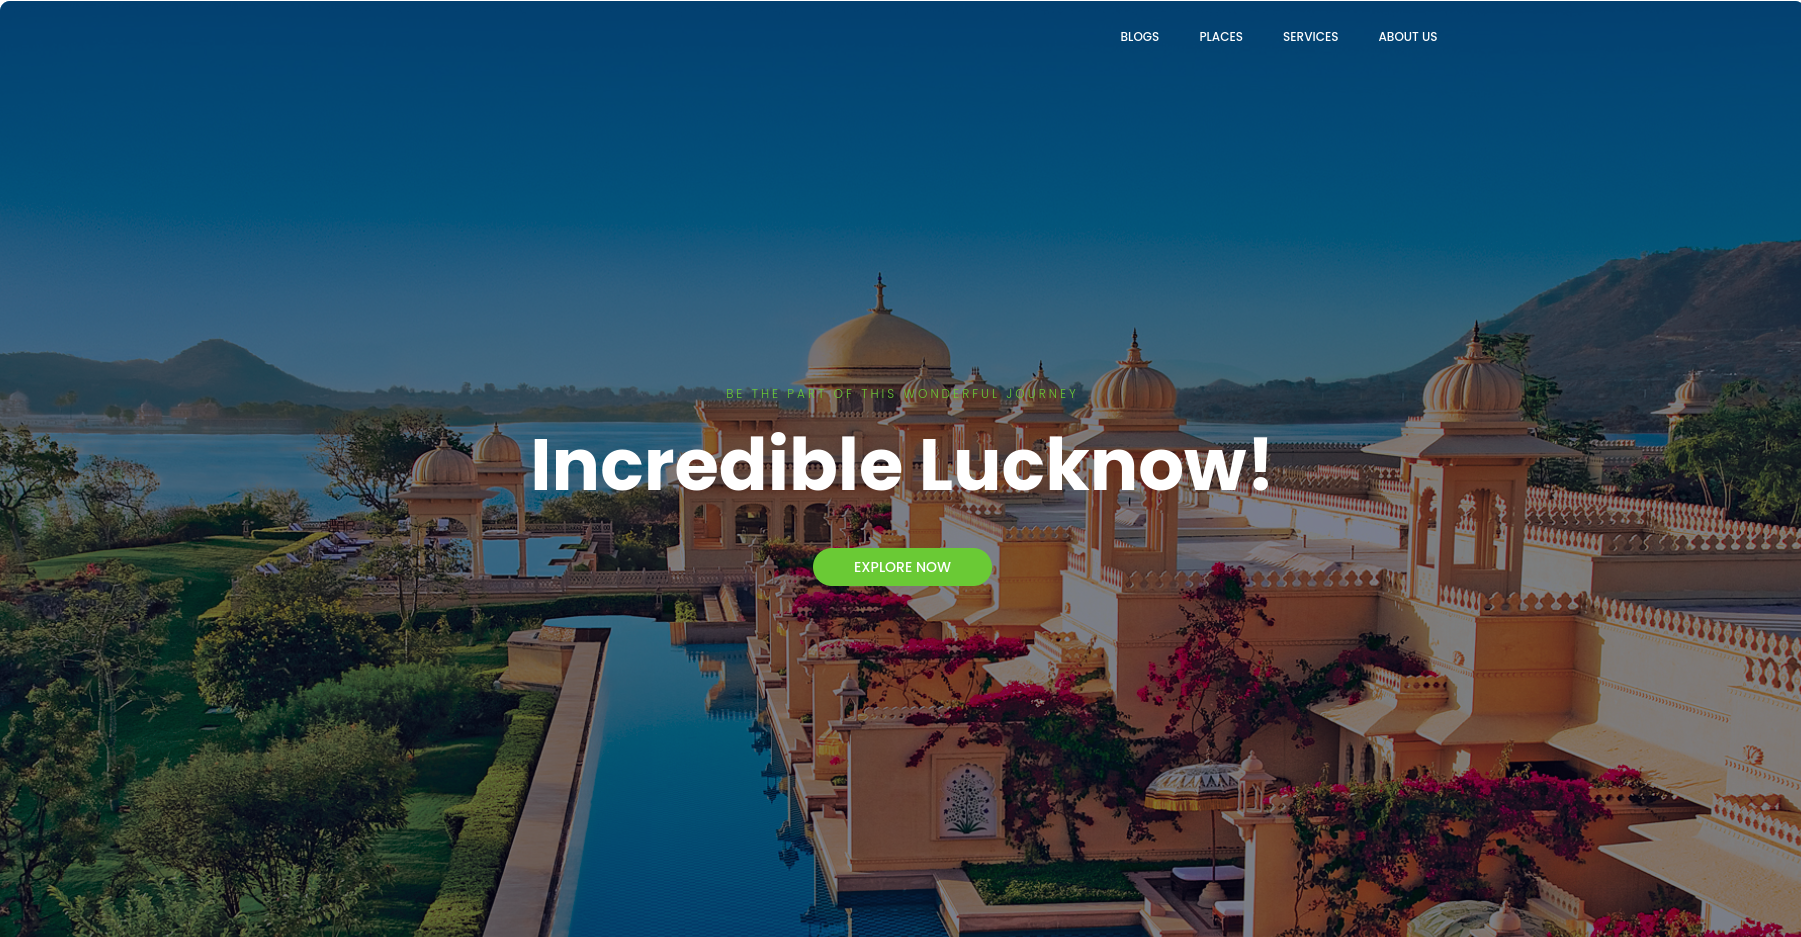 BLOGS PLACES SERVICES ABOUT US
BE THE PART OF THIS WONDERFUL JOURNEY
Incredible Lucknow!
EXPLORE NOW